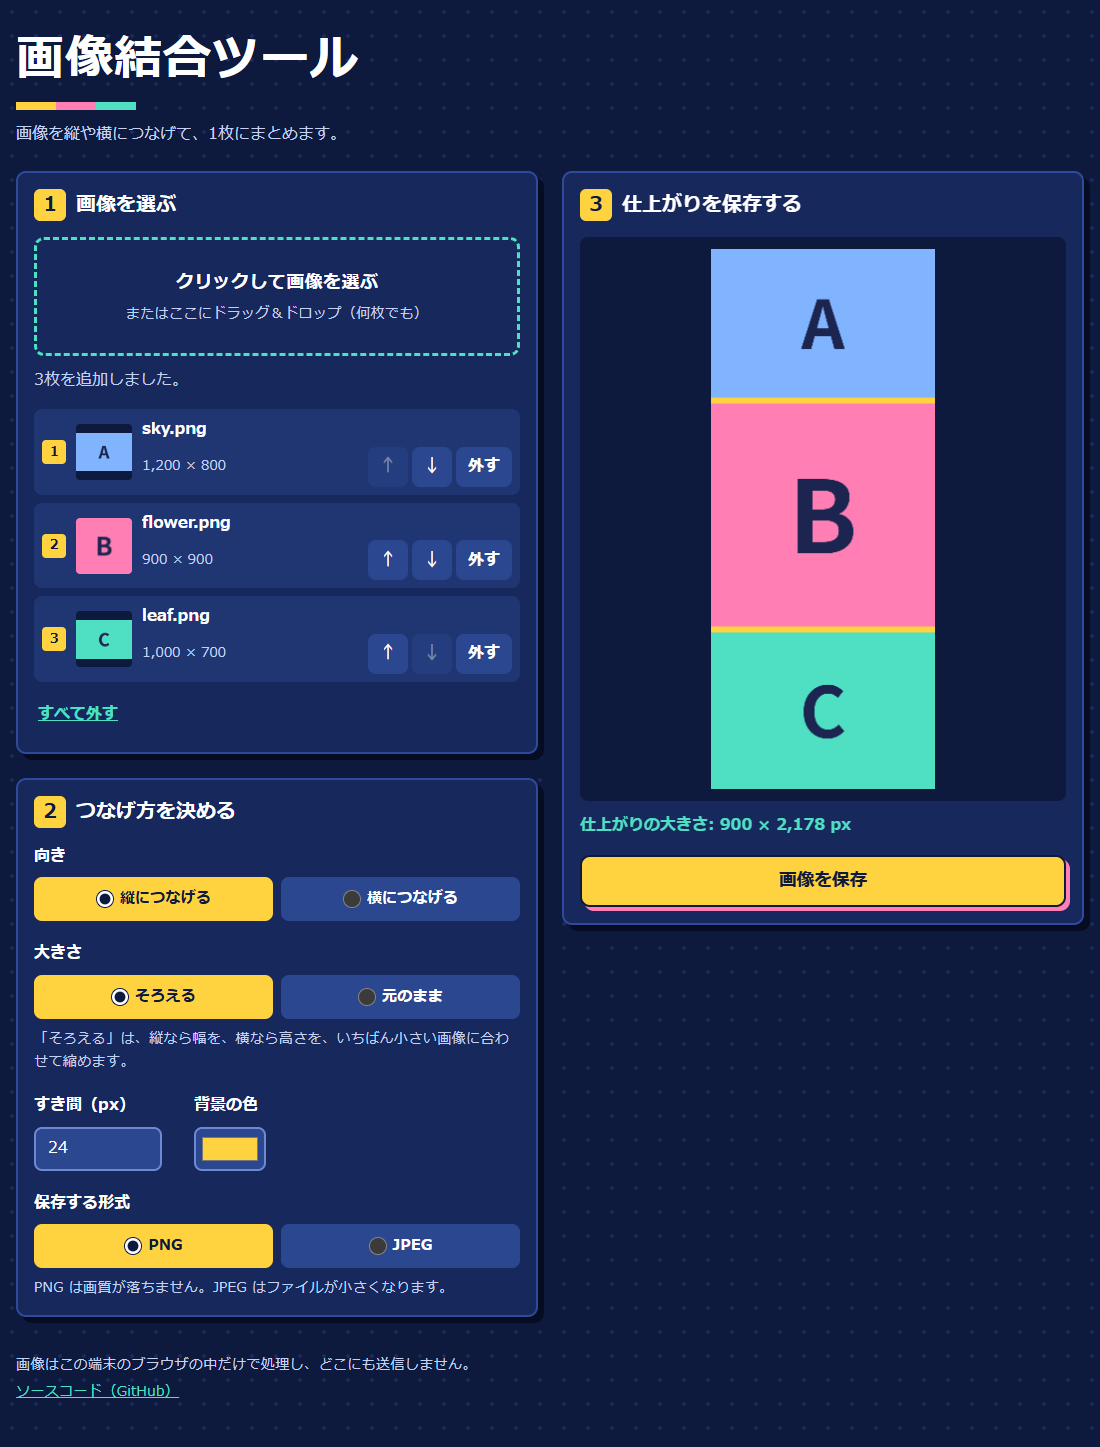 画像結合ツール
画像を縦や横につなげて、1枚にまとめます。
1 画像を選ぶ
クリックして画像を選ぶ
またはここにドラッグ＆ドロップ（何枚でも）
3枚を追加しました。
1 A sky.png
1,200 × 800 ↑ ↓ 外す
2 B flower.png
900 × 900 ↑ ↓ 外す
3 C leaf.png
1,000 × 700 ↑ ↓ 外す
すべて外す
2 つなげ方を決める
向き
縦につなげる 横につなげる
大きさ
そろえる 元のまま
「そろえる」は、縦なら幅を、横なら高さを、いちばん小さい画像に合わ
せて縮めます。
すき間（px） 背景の色
24
保存する形式
PNG JPEG
PNG は画質が落ちません。JPEG はファイルが小さくなります。
3 仕上がりを保存する
A
B
C
仕上がりの大きさ: 900 × 2,178 px
画像を保存
画像はこの端末のブラウザの中だけで処理し、どこにも送信しません。
ソースコード（GitHub）